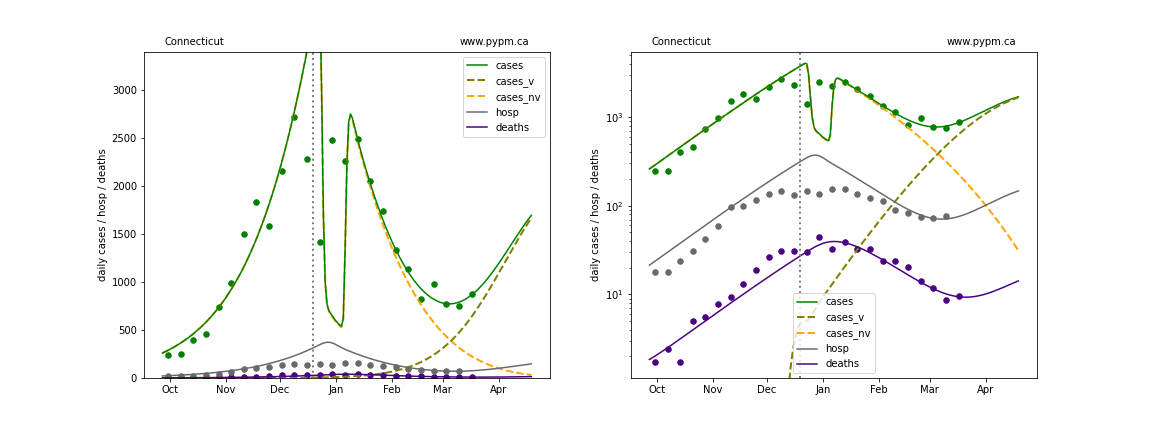 Connecticut
www.pypm.ca
daily cases / hosp / deaths
3000
2500
2000
1500
1000
500
0
Oct
Nov
Dec
Jan
Feb
Mar
Apr
cases
cases_v
cases_nv
hosp
deaths
Connecticut
www.pypm.ca
daily cases / hosp / deaths
10³
10²
10¹
Oct
Nov
Dec
Jan
Feb
Mar
Apr
cases
cases_v
cases_nv
hosp
deaths